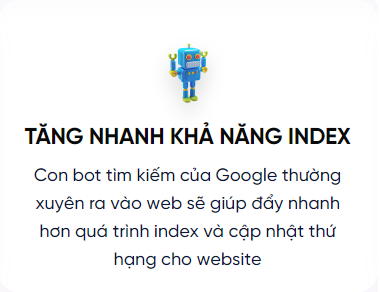 TĂNG NHANH KHẢ NĂNG INDEX
Con bot tìm kiếm của Google thường
xuyên ra vào web sẽ giúp đẩy nhanh
hơn quá trình index và cập nhật thứ
hạng cho website